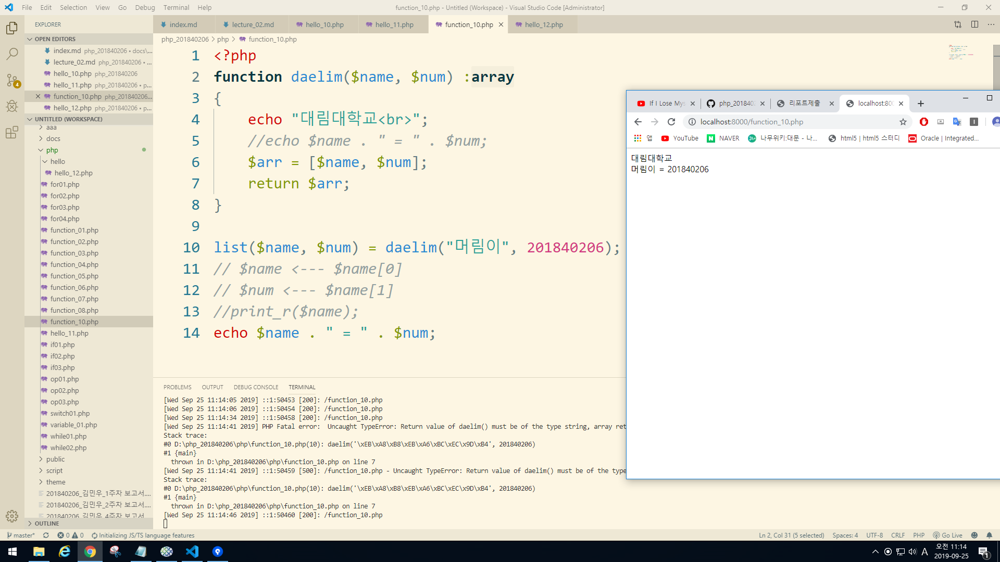 File Edit Selection View Go Debug Terminal Help
function_10.php - Untitled (Workspace) - Visual Studio Code [Administrator]
EXPLORER
OPEN EDITORS
index.md php_201840206 • docs\...
lecture_02.md php_201840206 • ...
hello_10.php php_201840206
hello_11.php php_201840206 • p...
function_10.php php_201840206...
hello_12.php php_201840206 • p...
UNTITLED (WORKSPACE)
aaa
docs
php
hello
hello_12.php
for01.php
for02.php
for03.php
for04.php
function_01.php
function_02.php
function_03.php
function_04.php
function_05.php
function_06.php
function_07.php
function_08.php
function_10.php
hello_11.php
if01.php
if02.php
if03.php
op01.php
op02.php
op03.php
switch01.php
variable_01.php
while01.php
while02.php
public
script
theme
201840206_김민우_1주차 보고서....
201840206_김민우_2주차 보고서....
201840206_김민우_4주차 보고서
OUTLINE
index.md lecture_02.md hello_10.php hello_11.php function_10.php hello_12.php
php_201840206 > php > function_10.php
1 <?php
2 function daelim($name, $num) :array
3 {
4 echo "대림대학교<br>";
5 //echo $name . " = " . $num;
6 $arr = [$name, $num];
7 return $arr;
8 }
9
10 list($name, $num) = daelim("머림이", 201840206);
11 // $name <--- $name[0]
12 // $num <--- $name[1]
13 //print_r($name);
14 echo $name . " = " . $num;
PROBLEMS OUTPUT DEBUG CONSOLE TERMINAL
[Wed Sep 25 11:14:05 2019] ::1:50453 [200]: /function_10.php
[Wed Sep 25 11:14:06 2019] ::1:50454 [200]: /function_10.php
[Wed Sep 25 11:14:34 2019] ::1:50458 [200]: /function_10.php
[Wed Sep 25 11:14:41 2019] PHP Fatal error:  Uncaught TypeError: Return value of daelim() must be of the type string, array ret
Stack trace:
#0 D:\php_201840206\php\function_10.php(10): daelim('\xEB\xA8\xB8\xEB\xA6\xBC\xEC\x9D\xB4', 201840206)
#1 {main}
thrown in D:\php_201840206\php\function_10.php on line 7
[Wed Sep 25 11:14:41 2019] ::1:50459 [500]: /function_10.php - Uncaught TypeError: Return value of daelim() must be of the type
Stack trace:
#0 D:\php_201840206\php\function_10.php(10): daelim('\xEB\xA8\xB8\xEB\xA6\xBC\xEC\x9D\xB4', 201840206)
#1 {main}
thrown in D:\php_201840206\php\function_10.php on line 7
[Wed Sep 25 11:14:46 2019] ::1:50460 [200]: /function_10.php
If I Lose Mys php_201840 리포트제출 localhost:800
localhost:8000/function_10.php
앱 YouTube NAVER 나무위키:대문 - 나... html5 | html5 스터디 Oracle | Integrated...
대림대학교
머림이 = 201840206
4
master* 0 0 Initializing JS/TS language features
Ln 2, Col 31 (5 selected) Spaces: 4 UTF-8 CRLF PHP Go Live
A 오전 11:14
2019-09-25
1